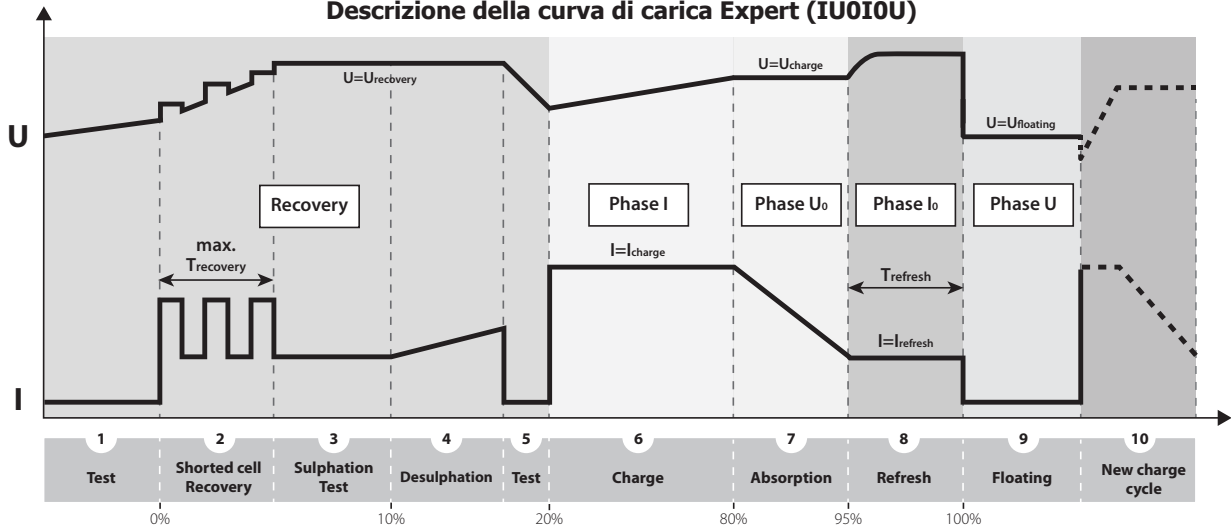 Descrizione della curva di carica Expert (IU0I0U)
U
U=Urecovery
U=Ucharge
U=Ufloating
Recovery
Phase I
Phase U0
Phase I0
Phase U
max.
Trecovery
I=Icharge
Trefresh
I=Irefresh
I
1
2
3
4
5
6
7
8
9
10
Test
Shorted cell
Recovery
Sulphation
Test
Desulphation
Test
Charge
Absorption
Refresh
Floating
New charge
cycle
0%
10%
20%
80%
95%
100%